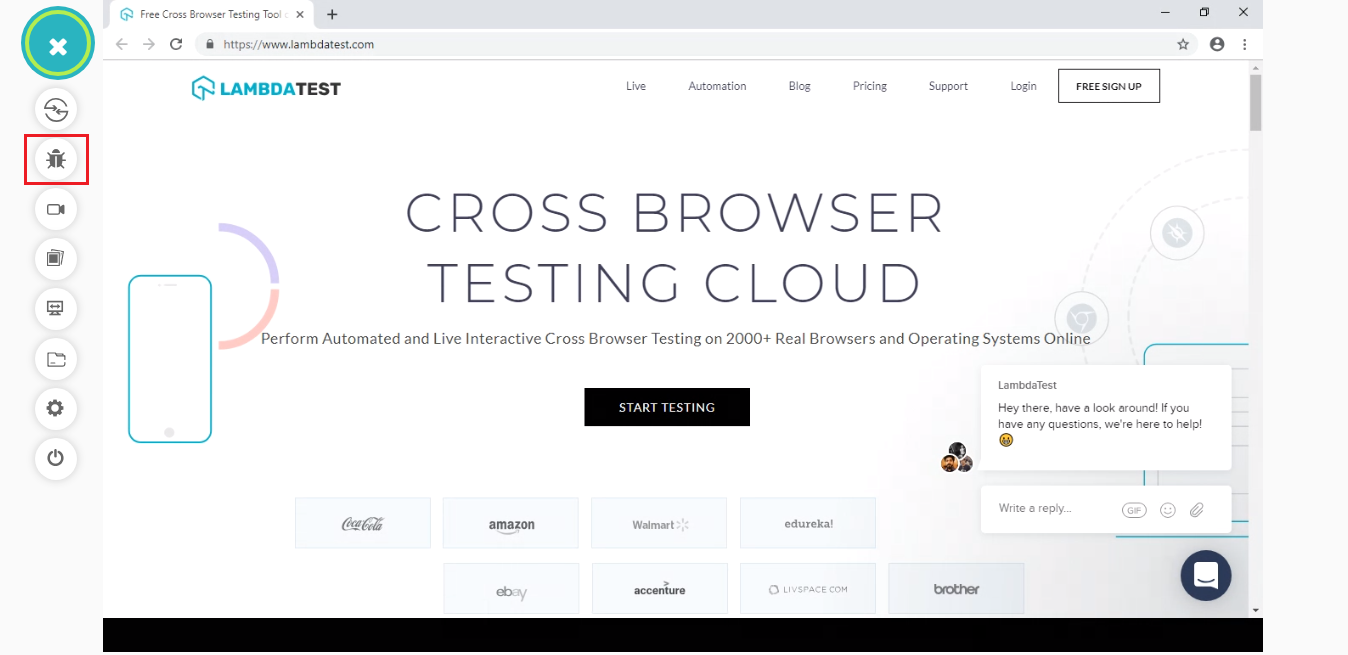 Free Cross Browser Testing Tool
https://www.lambdatest.com
LAMBDATEST
Live
Automation
Blog
Pricing
Support
Login
FREE SIGN UP
CROSS BROWSER
TESTING CLOUD
Perform Automated and Live Interactive Cross Browser Testing on 2000+ Real Browsers and Operating Systems Online
START TESTING
LambdaTest
Hey there, have a look around! If you
have any questions, we're here to help!
Write a reply...
GIF
Coca-Cola
amazon
Walmart
edureka!
ebay
accenture
LIVSPACE.COM
brother